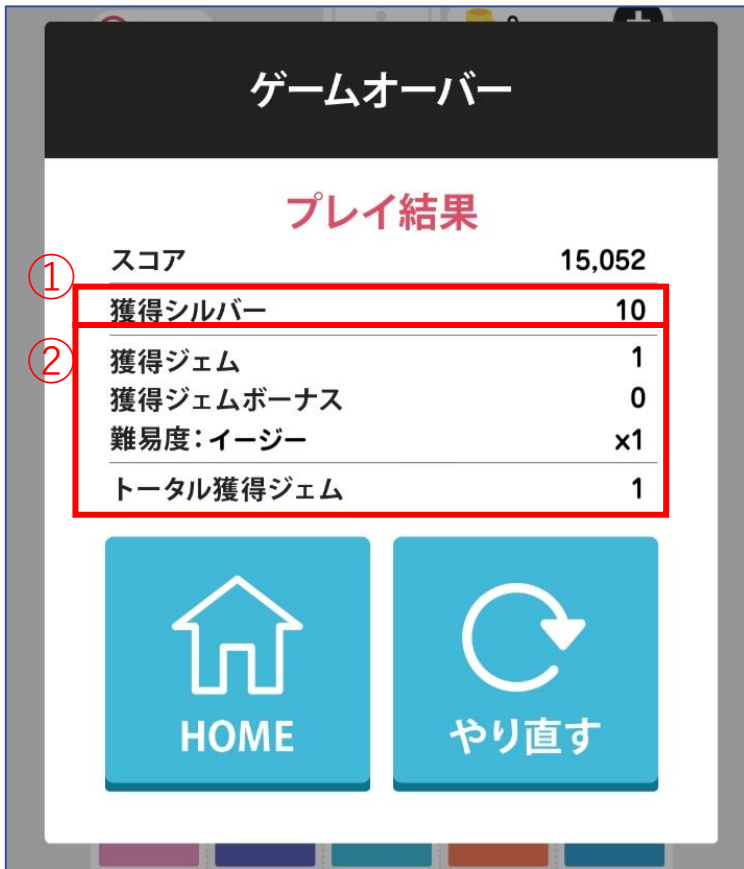 ゲームオーバー
プレイ結果
スコア 15,052
①
獲得シルバー 10
②
獲得ジェム 1
獲得ジェムボーナス 0
難易度：イージー x1
トータル獲得ジェム 1
HOME
やり直す